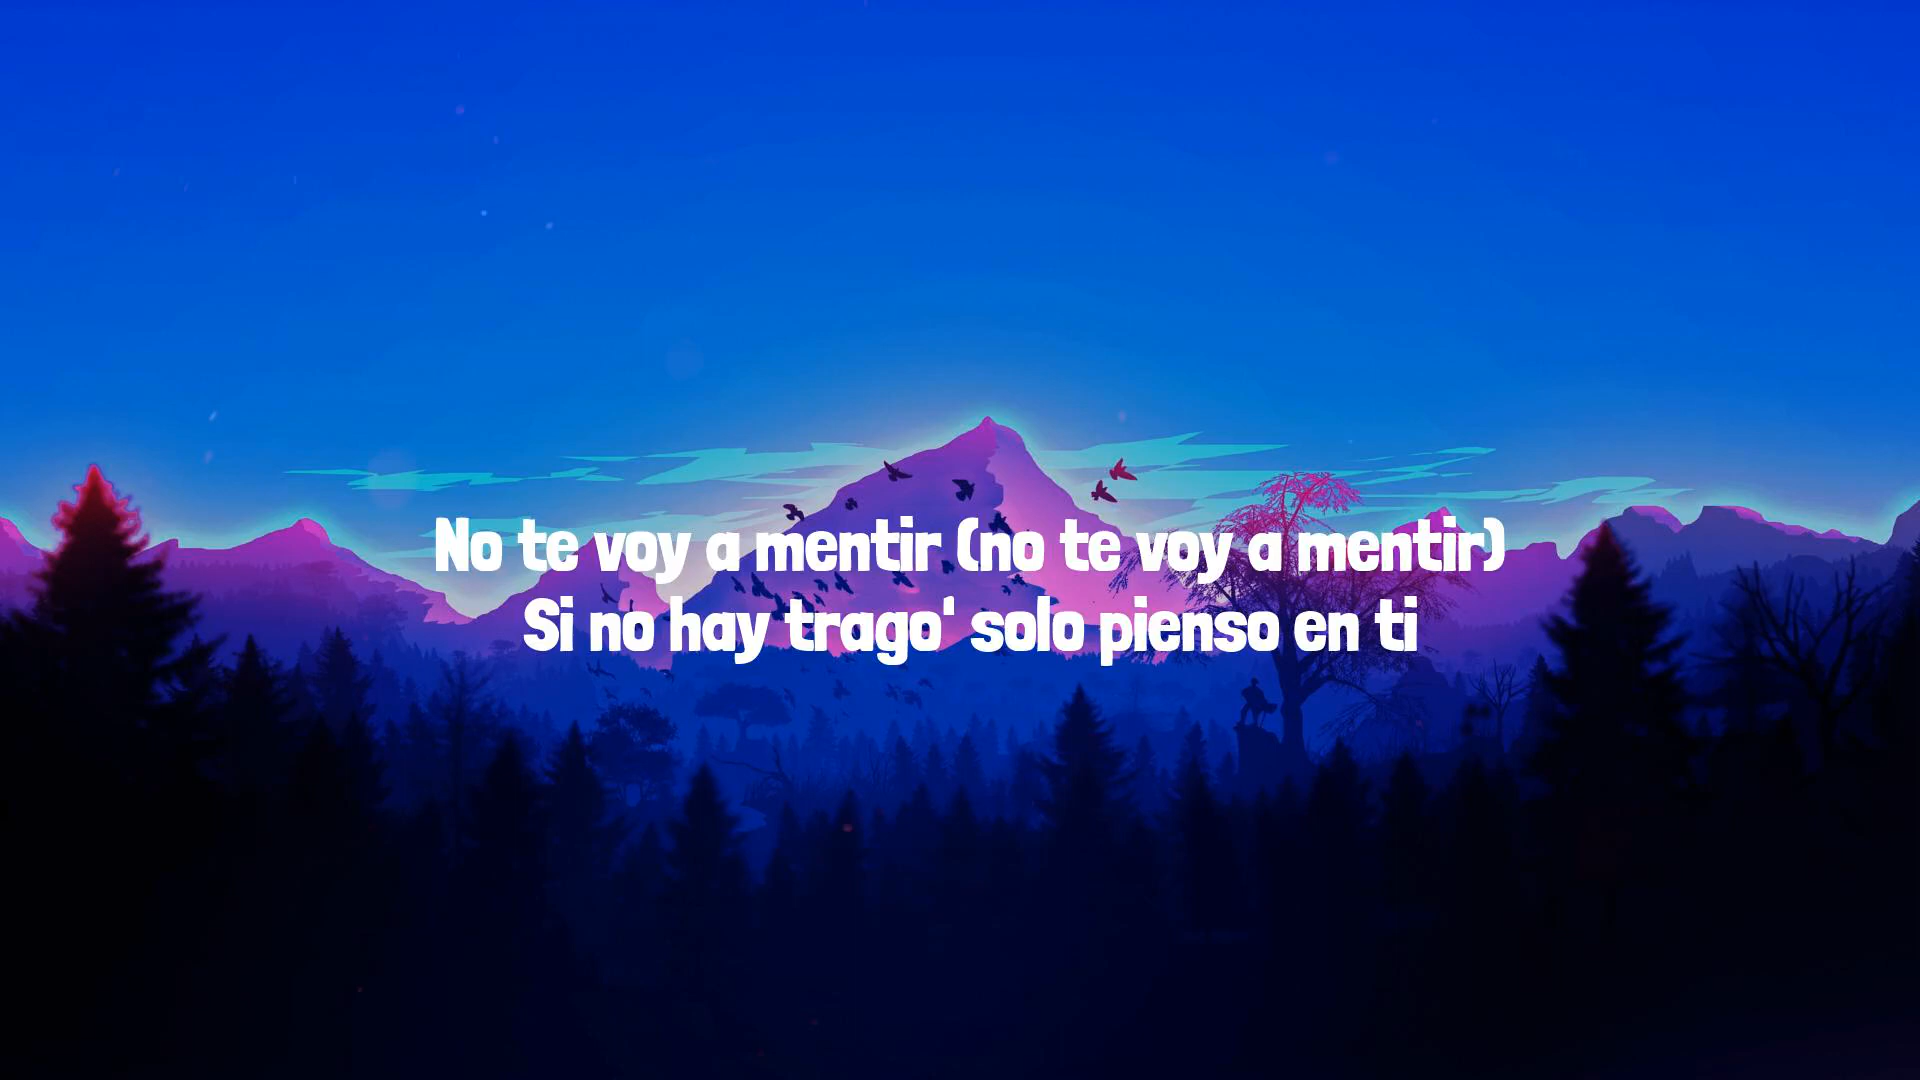 No te voy a mentir (no te voy a mentir)
Si no hay trago' solo pienso en ti